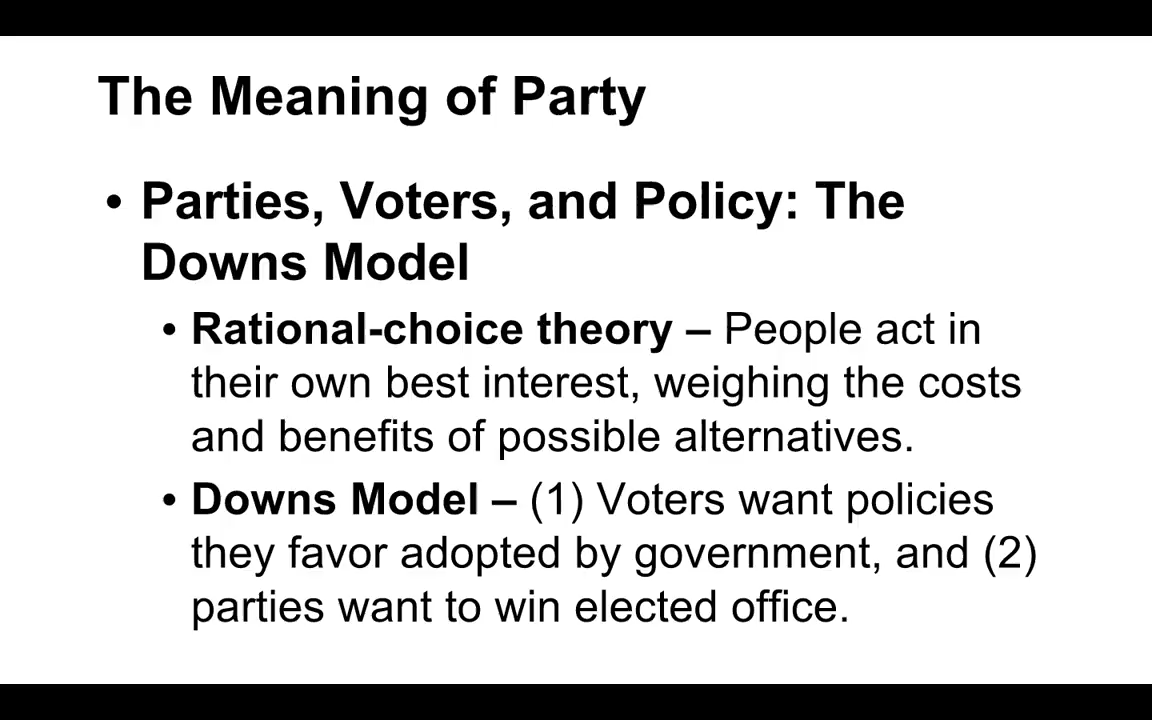 The Meaning of Party
• Parties, Voters, and Policy: The
Downs Model
• Rational-choice theory – People act in
their own best interest, weighing the costs
and benefits of possible alternatives.
• Downs Model – (1) Voters want policies
they favor adopted by government, and (2)
parties want to win elected office.